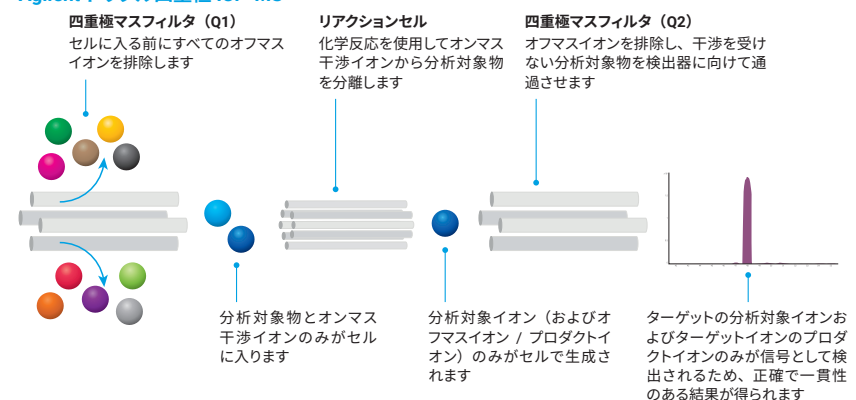 四重極マスフィルタ（Q1）
セルに入る前にすべてのオフマス
イオンを排除します
リアクションセル
化学反応を使用してオンマス
干渉イオンから分析対象物
を分離します
四重極マスフィルタ（Q2）
オフマスイオンを排除し、干渉を受け
ない分析対象物を検出器に向けて通
過させます
分析対象物とオンマス
干渉イオンのみがセル
に入ります
分析対象イオン（およびオ
フマスイオン / プロダクトイ
オン）のみがセルで生成さ
れます
ターゲットの分析対象イオンお
よびターゲットイオンのプロダ
クトイオンのみが信号として検
出されるため、正確で一貫性
のある結果が得られます